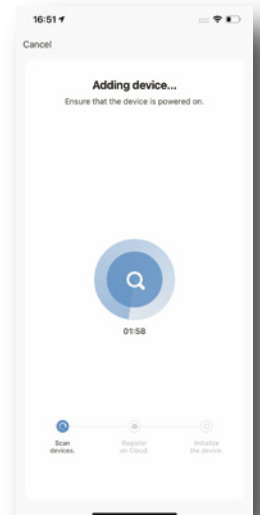 16:51
Cancel
Adding device...
Ensure that the device is powered on.
01:58
Scan
devices.
Register
on Cloud.
Initialize
the device.